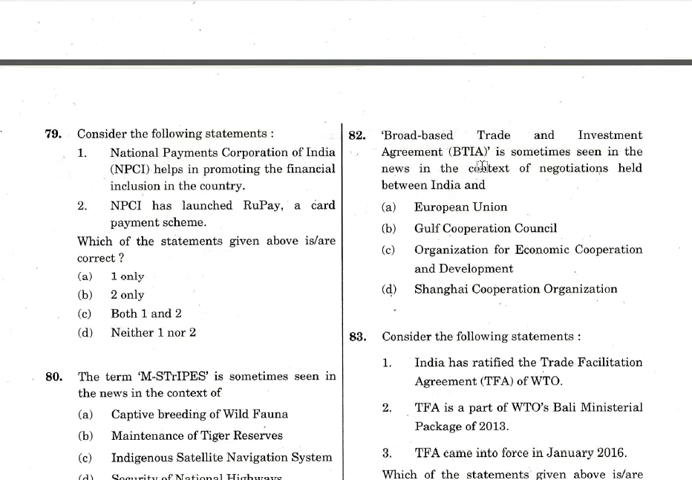 79. Consider the following statements :
1. National Payments Corporation of India
(NPCI) helps in promoting the financial
inclusion in the country.
2. NPCI has launched RuPay, a card
payment scheme.
Which of the statements given above is/are
correct ?
(a) 1 only
(b) 2 only
(c) Both 1 and 2
(d) Neither 1 nor 2
80. The term 'M-STrIPES' is sometimes seen in
the news in the context of
(a) Captive breeding of Wild Fauna
(b) Maintenance of Tiger Reserves
(c) Indigenous Satellite Navigation System
(d) Security of National Highways
82. 'Broad-based Trade and Investment
Agreement (BTIA)' is sometimes seen in the
news in the context of negotiations held
between India and
(a) European Union
(b) Gulf Cooperation Council
(c) Organization for Economic Cooperation
and Development
(d) Shanghai Cooperation Organization
83. Consider the following statements :
1. India has ratified the Trade Facilitation
Agreement (TFA) of WTO.
2. TFA is a part of WTO's Bali Ministerial
Package of 2013.
3. TFA came into force in January 2016.
Which of the statements given above is/are